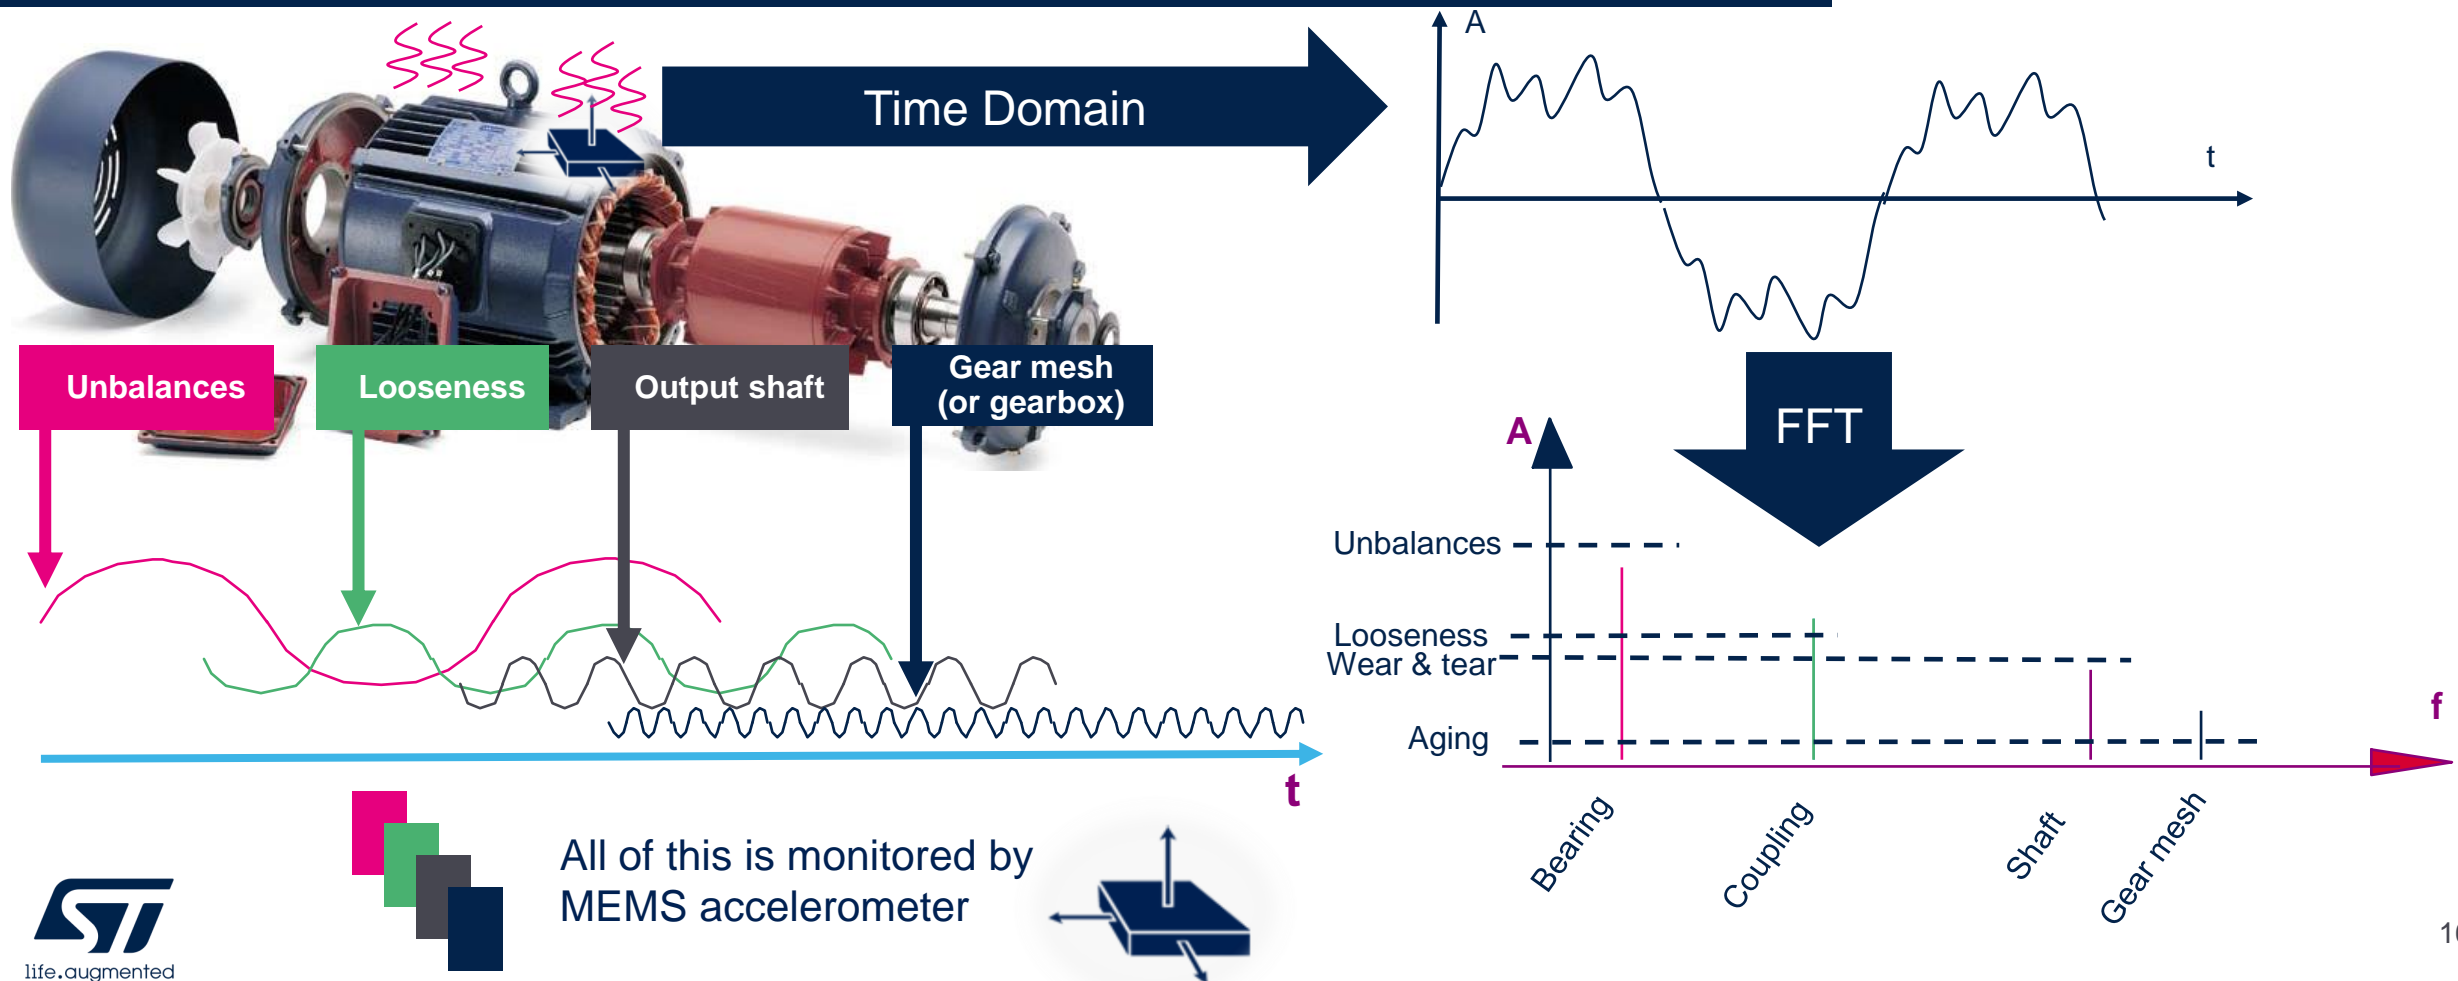 A
Time Domain
t
Unbalances
Looseness
Output shaft
Gear mesh
(or gearbox)
FFT
A
Unbalances
Looseness
Wear & tear
Aging
f
t
Bearing
Coupling
Shaft
Gear mesh
All of this is monitored by
MEMS accelerometer
ST
life.augmented